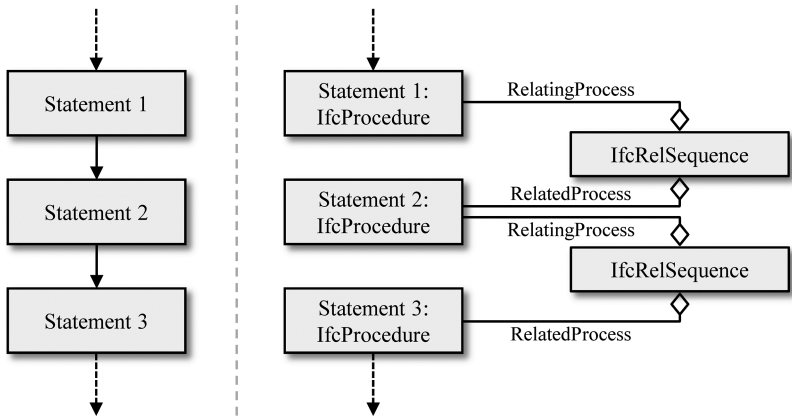 Statement 1
Statement 2
Statement 3
Statement 1:
IfcProcedure
RelatingProcess
IfcRelSequence
Statement 2:
IfcProcedure
RelatedProcess
RelatingProcess
IfcRelSequence
Statement 3:
IfcProcedure
RelatedProcess